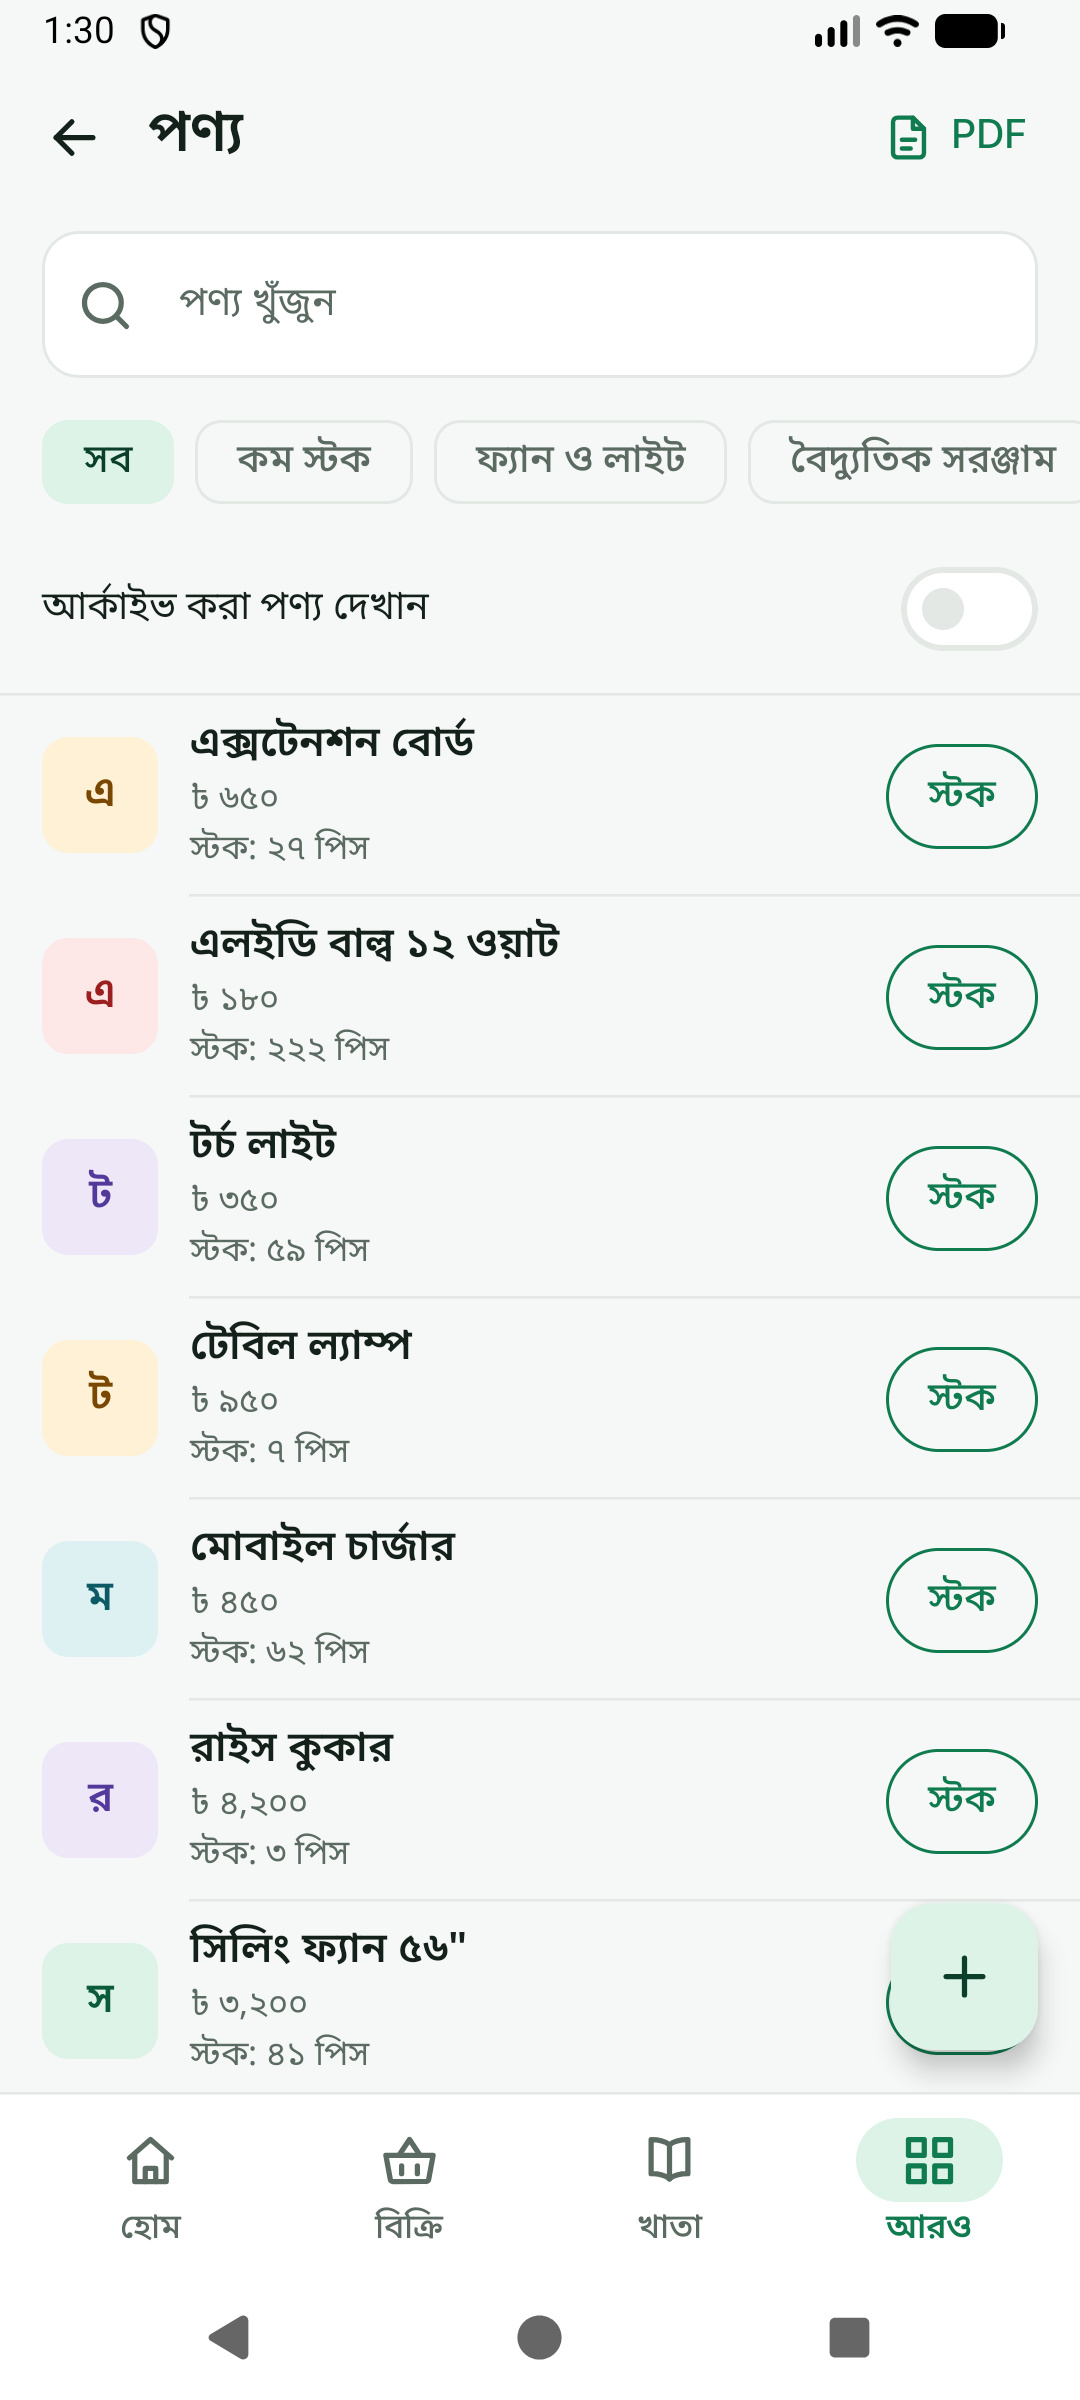 1:30
পণ্য
PDF
পণ্য খুঁজুন
সব
কম স্টক
ফ্যান ও লাইট
বৈদ্যুতিক সরঞ্জাম
আর্কাইভ করা পণ্য দেখান
এ
এক্সটেনশন বোর্ড
৳ ৬৫০
স্টক: ২৭ পিস
স্টক
এ
এলইডি বাল্ব ১২ ওয়াট
৳ ১৮০
স্টক: ২২২ পিস
স্টক
ট
টর্চ লাইট
৳ ৩৫০
স্টক: ৫৯ পিস
স্টক
ট
টেবিল ল্যাম্প
৳ ৯৫০
স্টক: ৭ পিস
স্টক
ম
মোবাইল চার্জার
৳ ৪৫০
স্টক: ৬২ পিস
স্টক
র
রাইস কুকার
৳ ৪,২০০
স্টক: ৩ পিস
স্টক
স
সিলিং ফ্যান ৫৬"
৳ ৩,২০০
স্টক: ৪১ পিস
হোম
বিক্রি
খাতা
আরও